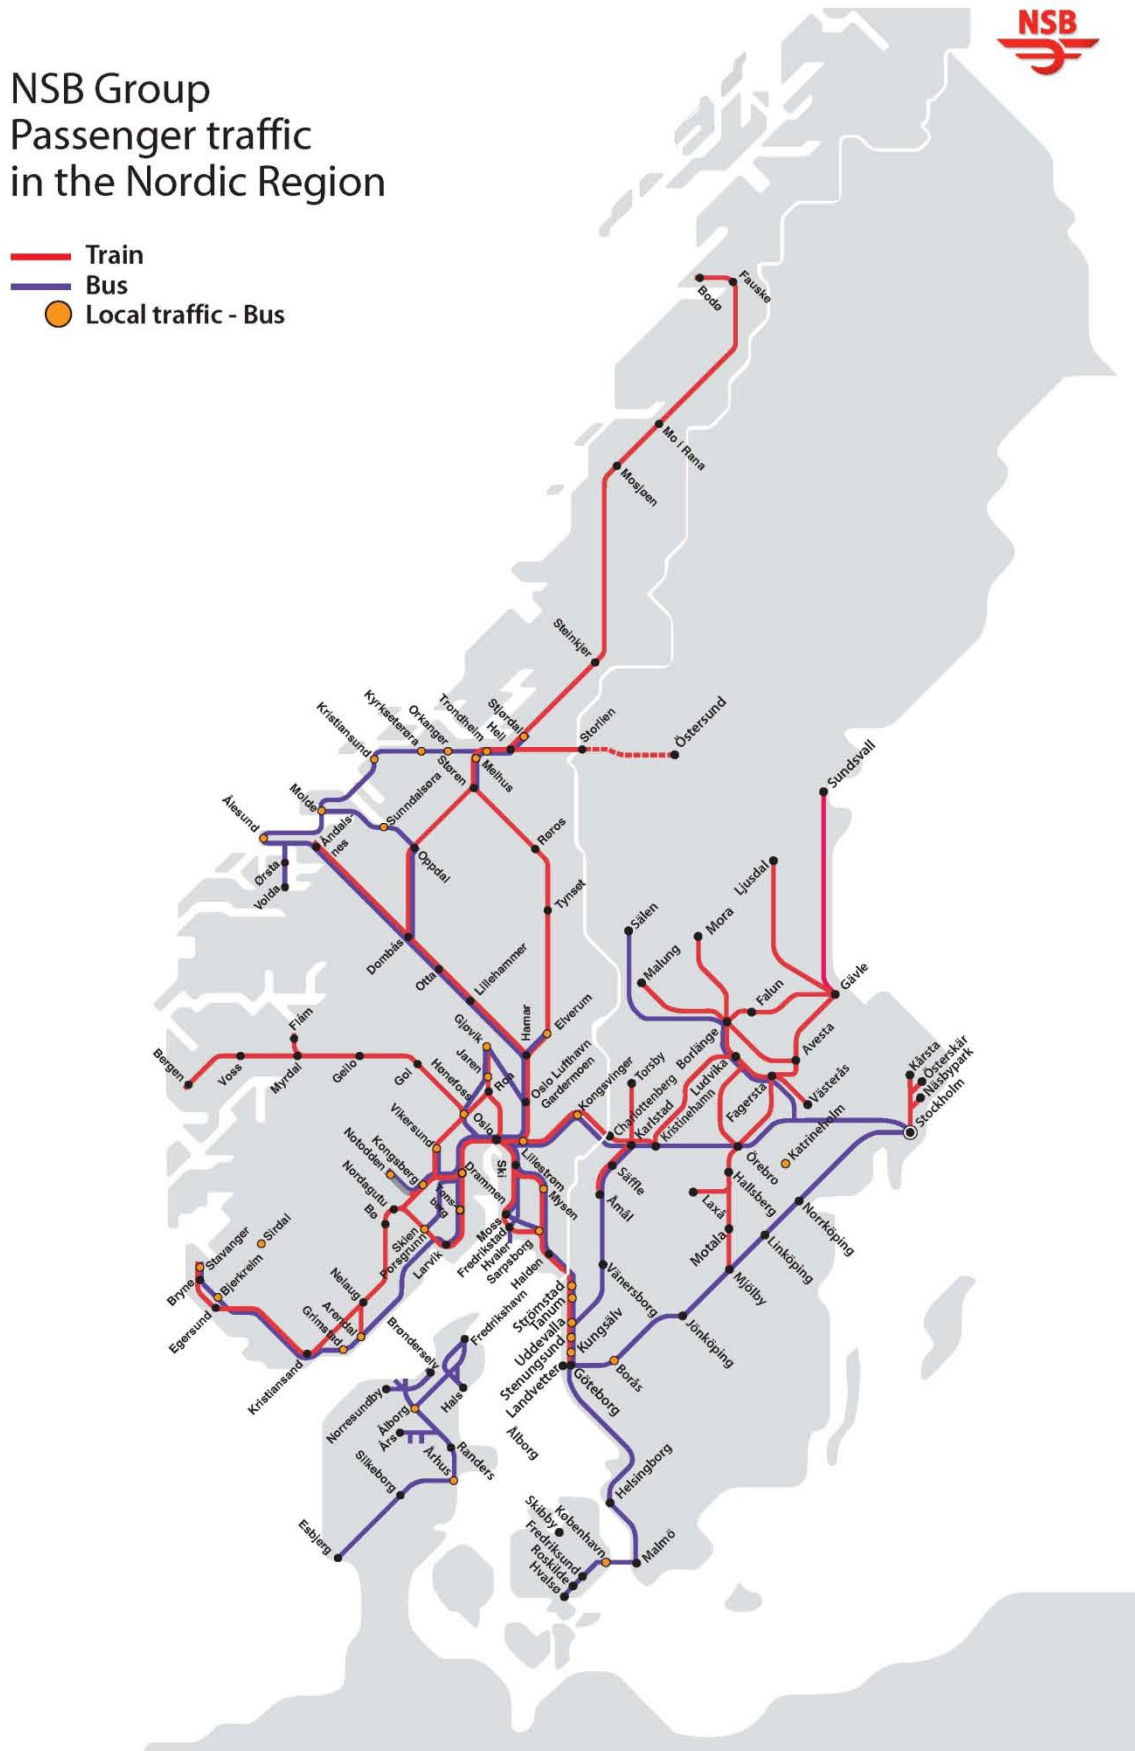 NSB
NSB Group
Passenger traffic
in the Nordic Region
Train
Bus
Local traffic - Bus
Bodø
Fauske
Mo i Rana
Mosjøen
Steinkjer
Stjørdal
Hell
Trondheim
Orkanger
Kyrkseterøra
Kristiansund
Storlien
Östersund
Støren
Melhus
Sunndalsøra
Molde
Ålesund
Åndals-
nes
Ørsta
Volda
Oppdal
Røros
Tynset
Sundsvall
Ljusdal
Mora
Sälen
Malung
Falun
Gävle
Dombås
Otta
Lillehammer
Hamar
Elverum
Gjøvik
Jaren
Roa
Hønefoss
Oslo Lufthavn
Gardermoen
Kongsvinger
Torsby
Charlottenberg
Karlstad
Kristinehamn
Borlänge
Ludvika
Fagersta
Avesta
Västerås
Kårsta
Österskär
Näsbypark
Stockholm
Katrineholm
Örebro
Hallsberg
Laxå
Motala
Mjölby
Norrköping
Linköping
Jönköping
Flåm
Bergen
Voss
Myrdal
Geilo
Gol
Vikersund
Oslo
Notodden
Kongsberg
Nordagutu
Bø
Drammen
Ski
Lillestrøm
Mysen
Moss
Fredrikstad
Hvaler
Sarpsborg
Halden
Skien
Porsgrunn
Larvik
Säffle
Åmål
Vänersborg
Strömstad
Tanum
Uddevalla
Stenungsund
Kungsälv
Landvetter
Göteborg
Borås
Sirdal
Stavanger
Bryne
Bjerkreim
Egersund
Nelaug
Arendal
Grimstad
Kristiansand
Brønderselv
Fredrikshavn
Norresundby
Ålborg
Hals
Års
Århus
Randers
Silkeborg
Esbjerg
Ålborg
Helsingborg
Malmö
København
Skibby
Fredriksund
Roskilde
Hvalsø